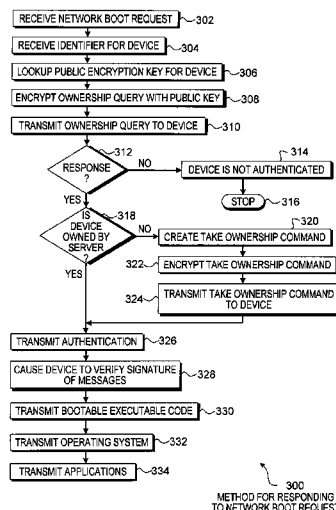 RECEIVE NETWORK BOOT REQUEST
302
RECEIVE IDENTIFIER FOR DEVICE
304
LOOKUP PUBLIC ENCRYPTION KEY FOR DEVICE
306
ENCRYPT OWNERSHIP QUERY WITH PUBLIC KEY
308
TRANSMIT OWNERSHIP QUERY TO DEVICE
310
312
RESPONSE
?
NO
314
DEVICE IS NOT AUTHENTICATED
STOP
316
YES
318
IS
DEVICE
OWNED BY
SERVER
?
NO
320
CREATE TAKE OWNERSHIP COMMAND
322
ENCRYPT TAKE OWNERSHIP COMMAND
324
TRANSMIT TAKE OWNERSHIP COMMAND
TO DEVICE
YES
TRANSMIT AUTHENTICATION
326
CAUSE DEVICE TO VERIFY SIGNATURE
OF MESSAGES
328
TRANSMIT BOOTABLE EXECUTABLE CODE
330
TRANSMIT OPERATING SYSTEM
332
TRANSMIT APPLICATIONS
334
300
METHOD FOR RESPONDING
TO NETWORK BOOT REQUEST